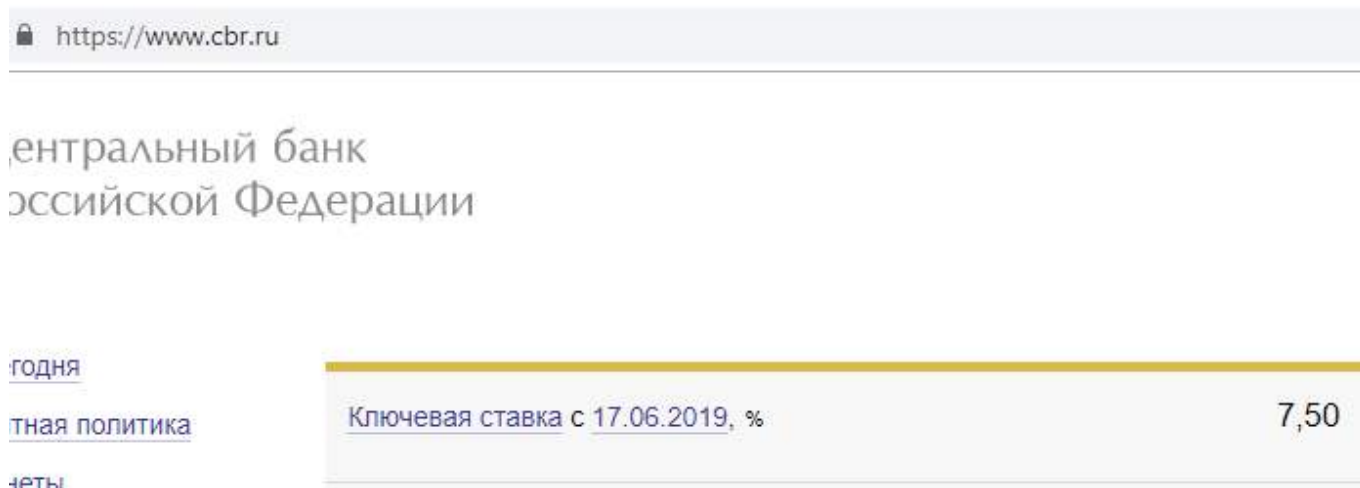 https://www.cbr.ru
ентральный банк
оссийской Федерации
годня
тная политика
Ключевая ставка с 17.06.2019, %
7,50